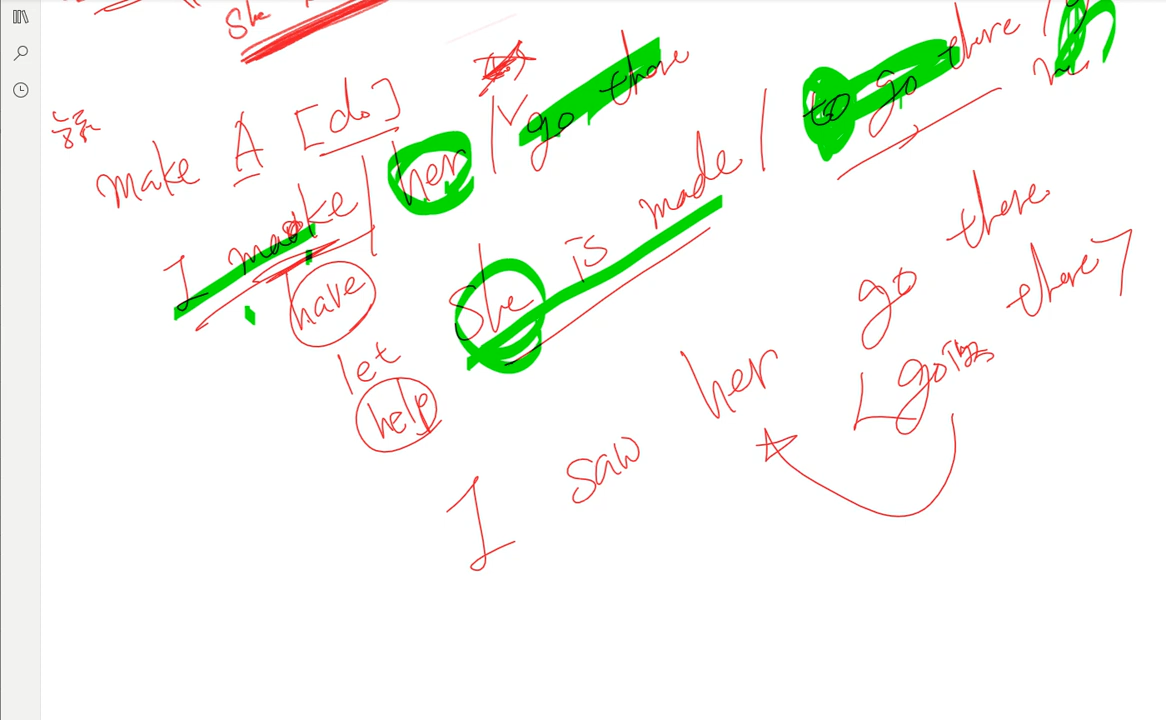 She
make A [do]
I make her go there
have
let
help
She is made to go there
I saw her go there
going there